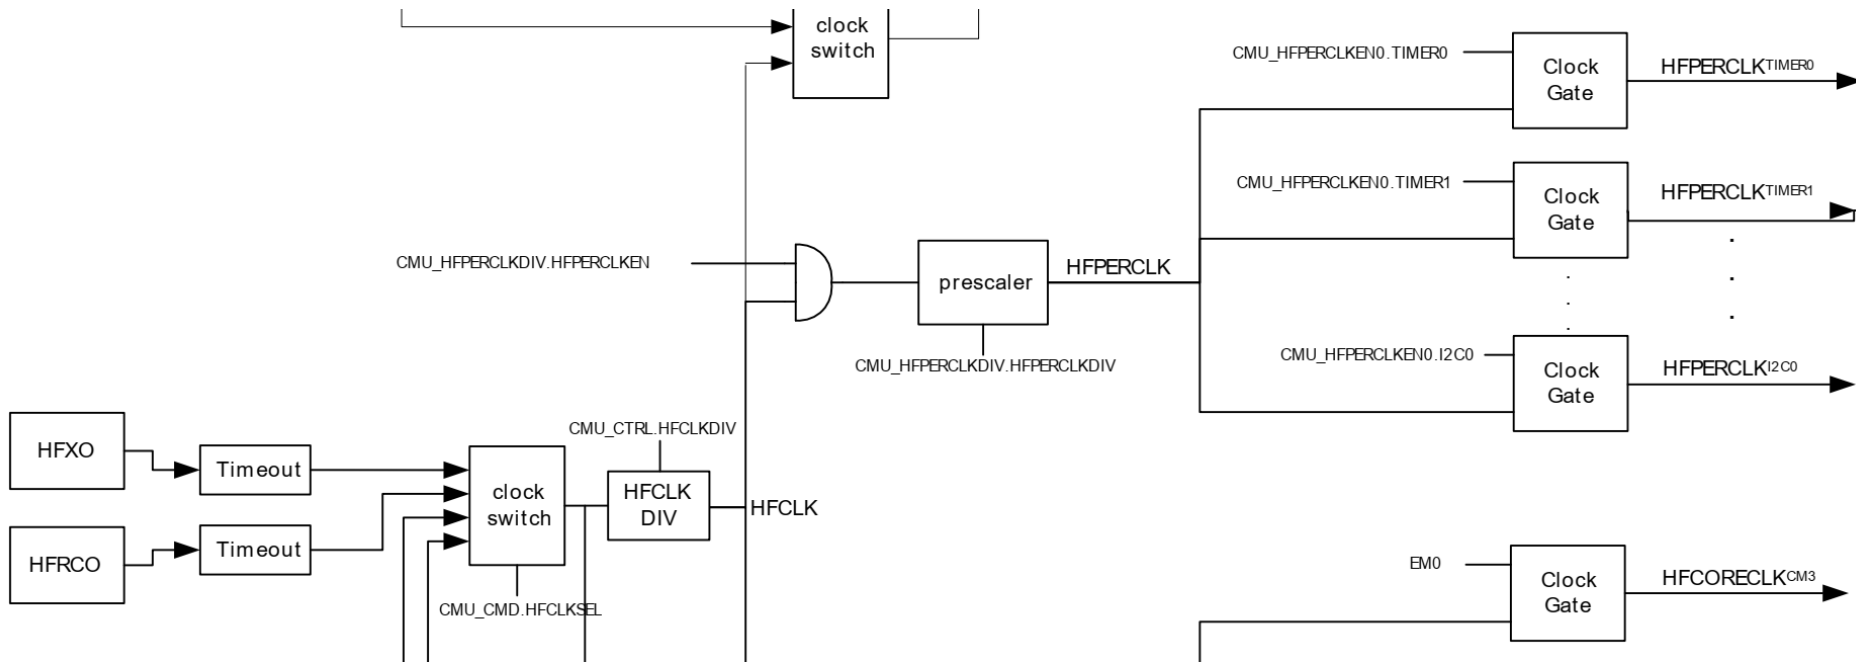 clock
switch
CMU_HFPERCLKEN0.TIMER0
Clock
Gate
HFPERCLKTIMER0
CMU_HFPERCLKEN0.TIMER1
Clock
Gate
HFPERCLKTIMER1
CMU_HFPERCLKDIV.HFPERCLKEN
prescaler
HFPERCLK
CMU_HFPERCLKDIV.HFPERCLKDIV
CMU_HFPERCLKEN0.I2C0
Clock
Gate
HFPERCLKI2C0
HFXO
Timeout
HFRCO
Timeout
clock
switch
CMU_CMD.HFCLKSEL
CMU_CTRL.HFCLKDIV
HFCLK
DIV
HFCLK
EM0
Clock
Gate
HFCORECLKCM3